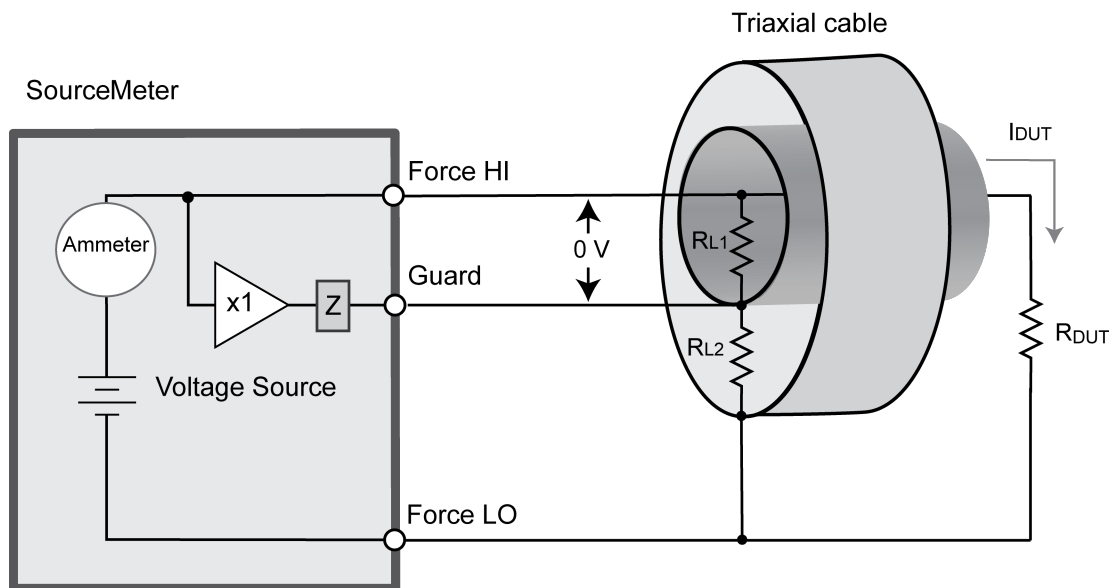 Triaxial cable
SourceMeter
Force HI
IDUT
Ammeter
0 V
RL1
Guard
x1
Z
RL2
RDUT
Voltage Source
Force LO